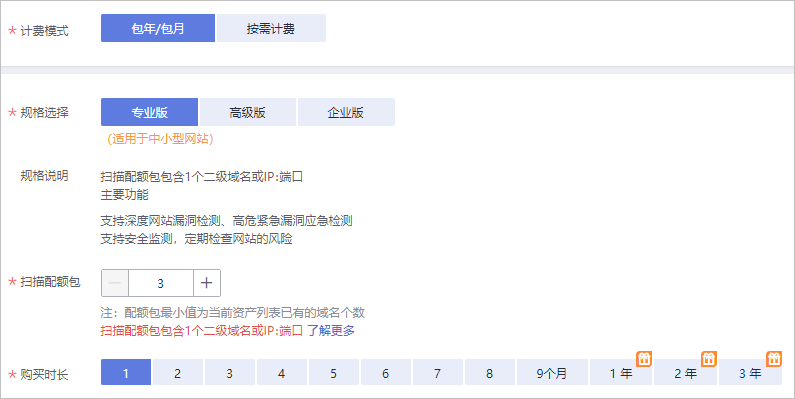 * 计费模式 包年/包月 按需计费
* 规格选择 专业版 高级版 企业版
(适用于中小型网站)
规格说明 扫描配额包包含1个二级域名或IP:端口
主要功能
支持深度网站漏洞检测、高危紧急漏洞应急检测
支持安全监测，定期检查网站的风险
* 扫描配额包 — 3 +
注：配额包最小值为当前资产列表已有的域名个数
扫描配额包包含1个二级域名或IP:端口 了解更多
* 购买时长 1 2 3 4 5 6 7 8 9个月 1 年 2 年 3 年